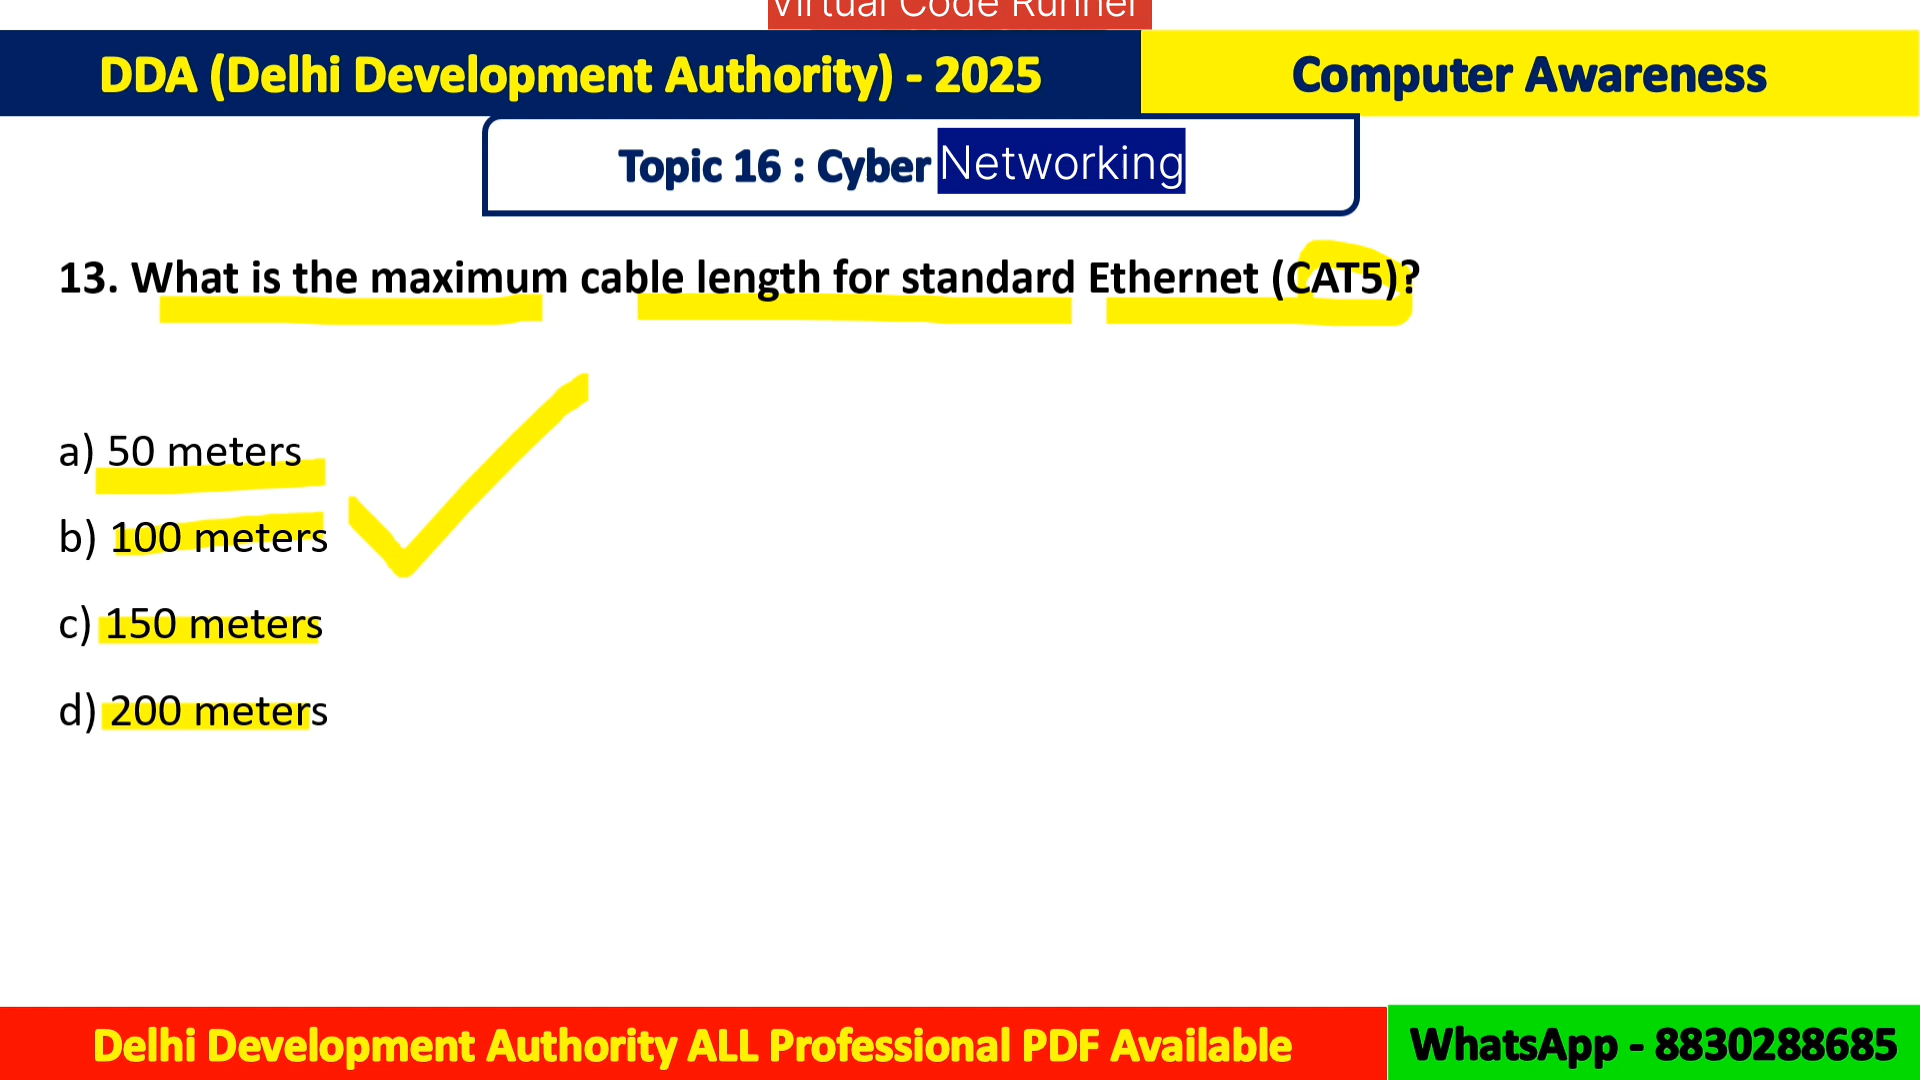 Virtual Code Runner
DDA (Delhi Development Authority) - 2025
Computer Awareness
Topic 16 : Cyber Networking
13. What is the maximum cable length for standard Ethernet (CAT5)?
a) 50 meters
b) 100 meters
c) 150 meters
d) 200 meters
Delhi Development Authority ALL Professional PDF Available
WhatsApp - 8830288685